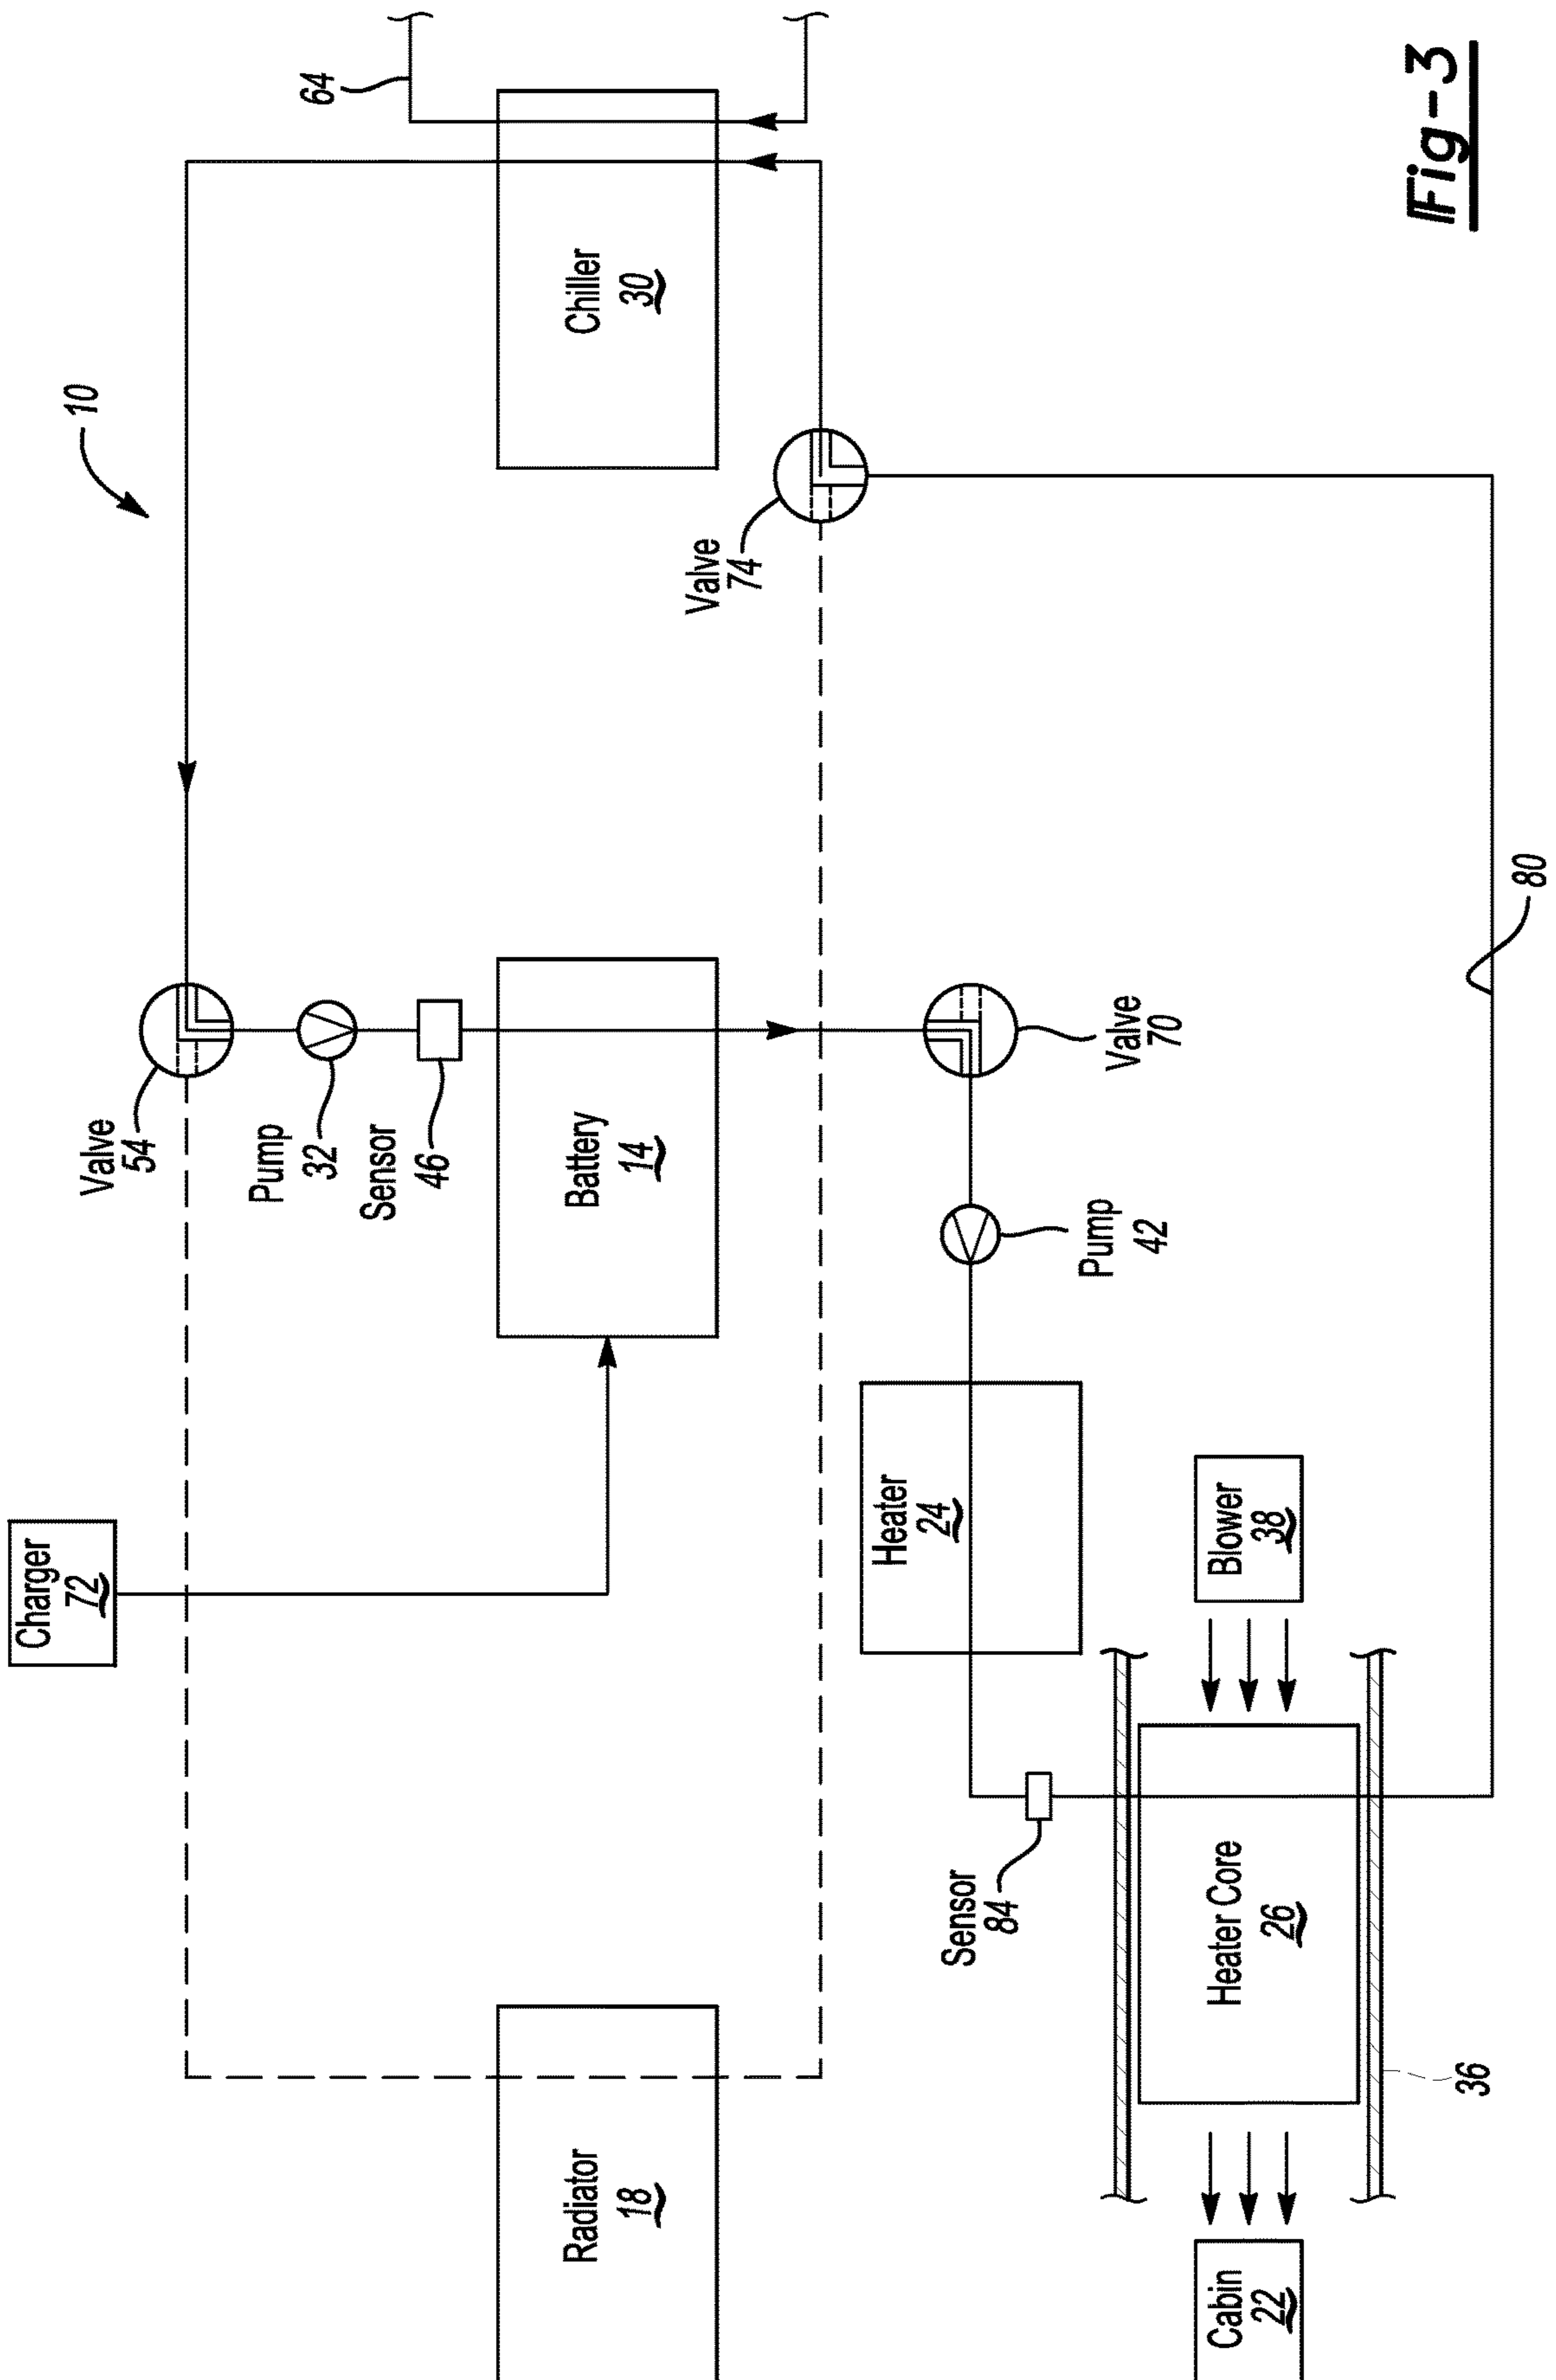 Charger
72
10
Valve
54
Pump
32
64
Sensor
46
Radiator
18
Battery
14
Chiller
30
Valve
74
Heater
24
Sensor
84
Pump
42
Valve
70
Cabin
22
Heater Core
26
Blower
38
Fig-3
36
80